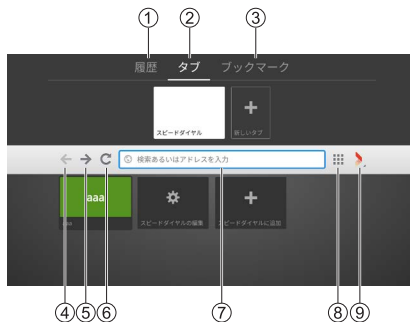 ① ② ③
履歴 タブ ブックマーク
スピードダイヤル 新しいタブ
検索あるいはアドレスを入力
aaa
aaa スピードダイヤルの編集 スピードダイヤルに追加
④ ⑤ ⑥ ⑦ ⑧ ⑨